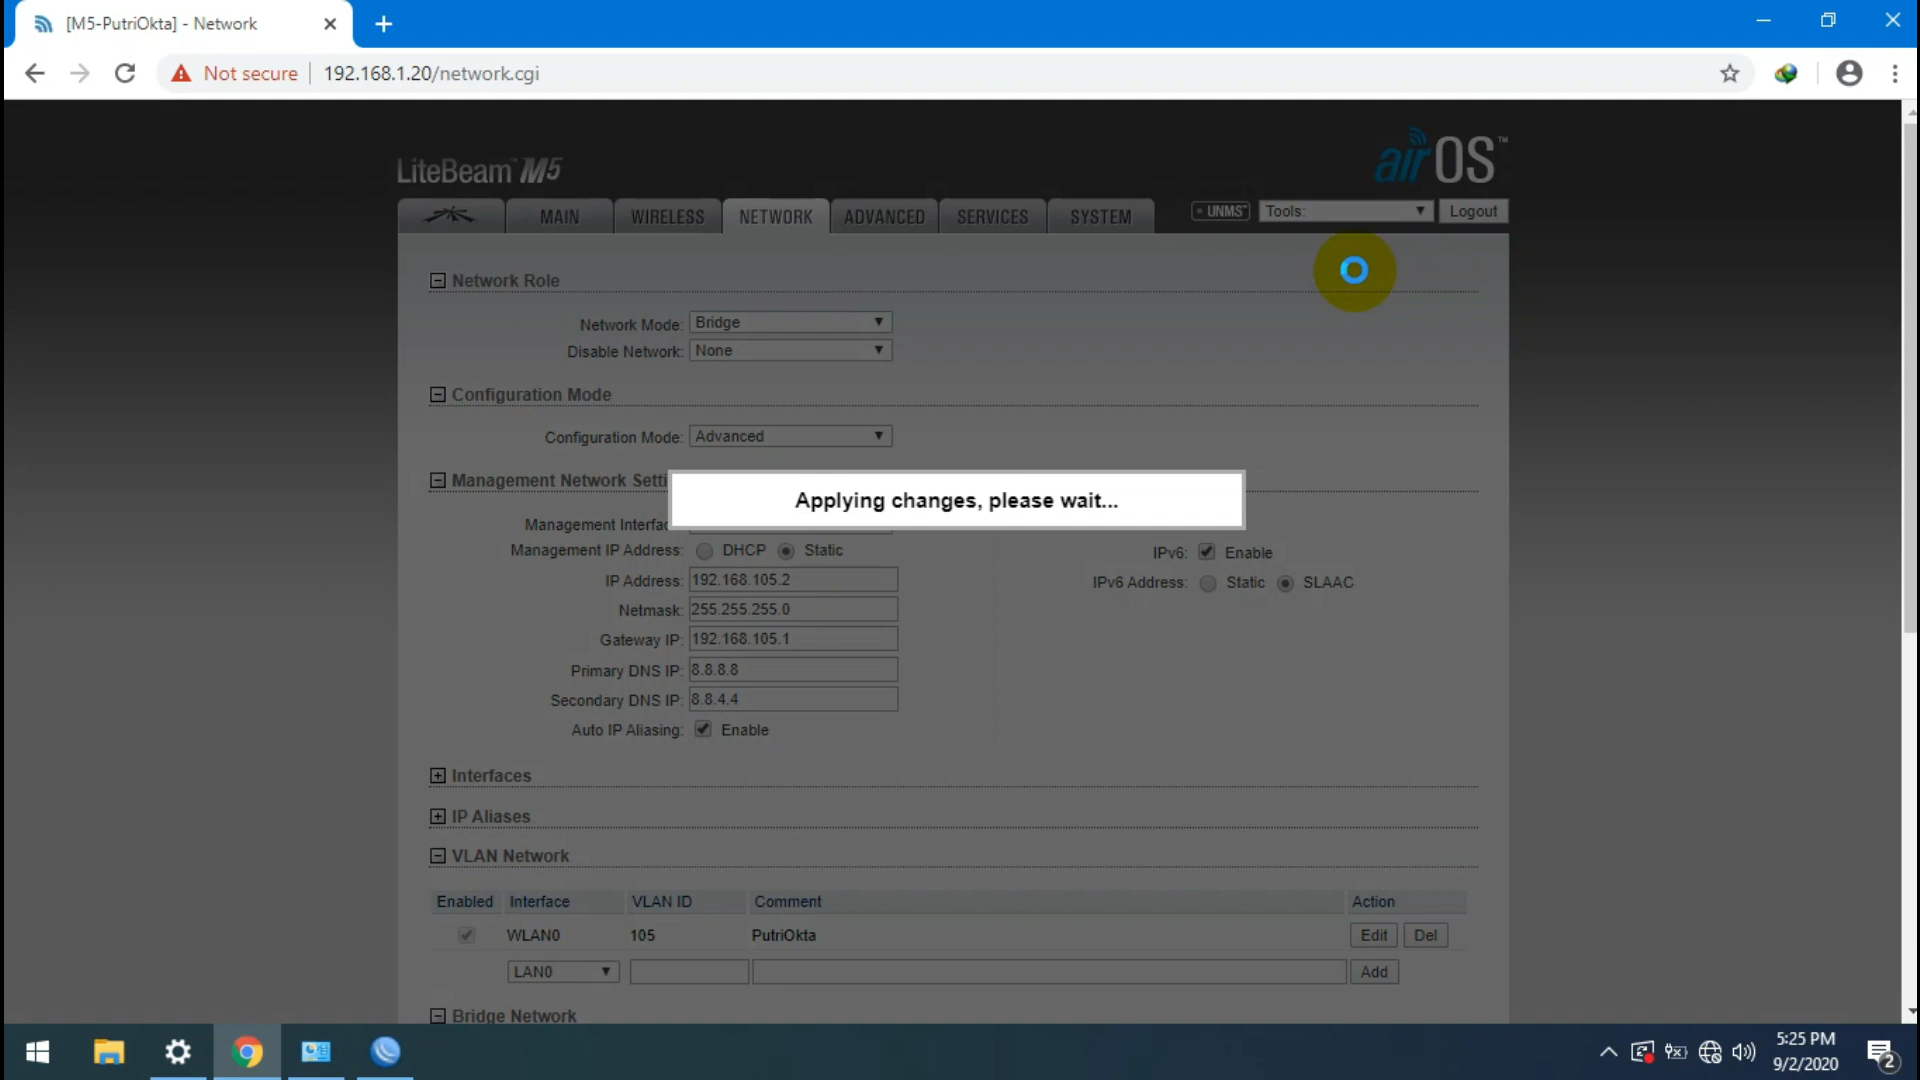 [M5-PutriOkta] - Network
Not secure 192.168.1.20/network.cgi
LiteBeam™ M5
airOS™
MAIN WIRELESS NETWORK ADVANCED SERVICES SYSTEM UNMS™ Tools: Logout
Network Role
Network Mode: Bridge
Disable Network: None
Configuration Mode
Configuration Mode: Advanced
Management Network Setti
Applying changes, please wait...
Management Interfac
Management IP Address: DHCP Static
IPv6: Enable
IP Address: 192.168.105.2
IPv6 Address: Static SLAAC
Netmask: 255.255.255.0
Gateway IP: 192.168.105.1
Primary DNS IP: 8.8.8.8
Secondary DNS IP: 8.8.4.4
Auto IP Aliasing: Enable
Interfaces
IP Aliases
VLAN Network
Enabled Interface VLAN ID Comment Action
WLAN0 105 PutriOkta Edit Del
LAN0 Add
Bridge Network
5:25 PM
9/2/2020
2